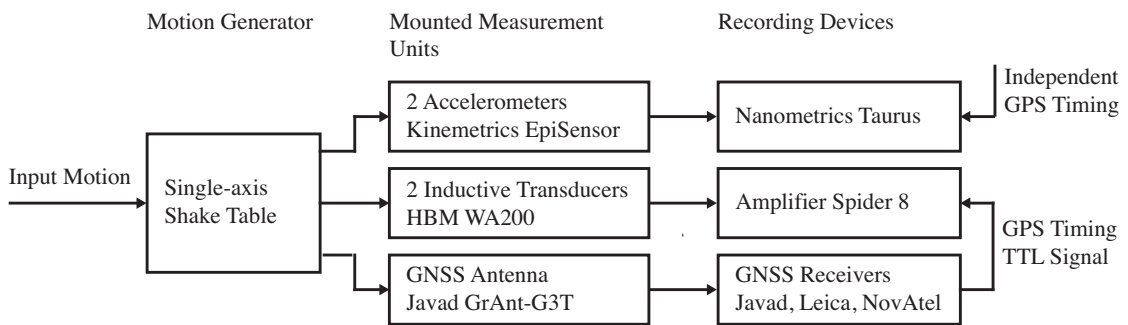 Motion Generator
Mounted Measurement
Units
Recording Devices
Input Motion
Single-axis
Shake Table
2 Accelerometers
Kinemetrics EpiSensor
Nanometrics Taurus
Independent
GPS Timing
2 Inductive Transducers
HBM WA200
Amplifier Spider 8
GPS Timing
TTL Signal
GNSS Antenna
Javad GrAnt-G3T
GNSS Receivers
Javad, Leica, NovAtel